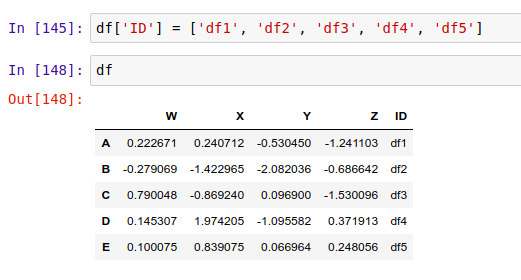 In [145]: df['ID'] = ['df1', 'df2', 'df3', 'df4', 'df5']
In [148]: df
Out[148]:
W X Y Z ID
A 0.222671 0.240712 -0.530450 -1.241103 df1
B -0.279069 -1.422965 -2.082036 -0.686642 df2
C 0.790048 -0.869240 0.096900 -1.530096 df3
D 0.145307 1.974205 -1.095582 0.371913 df4
E 0.100075 0.839075 0.066964 0.248056 df5